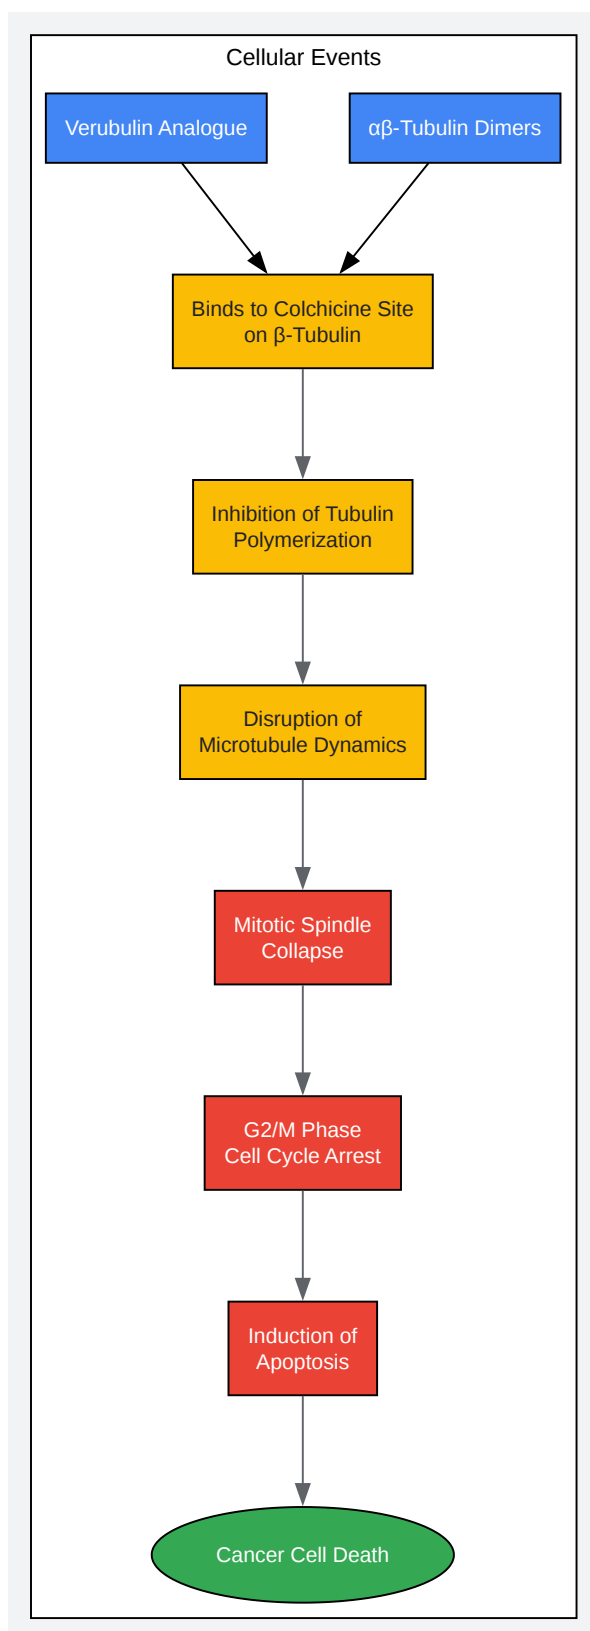 Cellular Events
Verubulin Analogue
αβ-Tubulin Dimers
Binds to Colchicine Site
on β-Tubulin
Inhibition of Tubulin
Polymerization
Disruption of
Microtubule Dynamics
Mitotic Spindle
Collapse
G2/M Phase
Cell Cycle Arrest
Induction of
Apoptosis
Cancer Cell Death